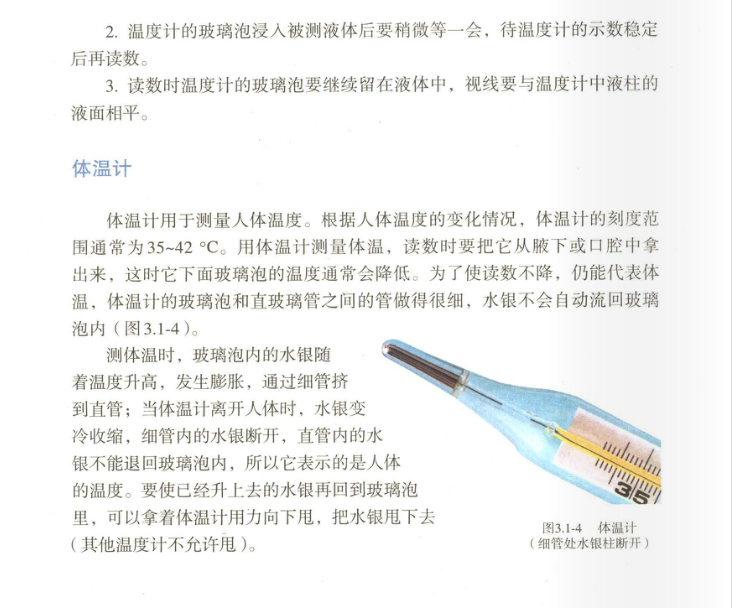 2. 温度计的玻璃泡浸入被测液体后要稍微等一会，待温度计的示数稳定
后再读数。
3. 读数时温度计的玻璃泡要继续留在液体中，视线要与温度计中液柱的
液面相平。
体温计
体温计用于测量人体温度。根据人体温度的变化情况，体温计的刻度范
围通常为35~42 °C。用体温计测量体温，读数时要把它从腋下或口腔中拿
出来，这时它下面玻璃泡的温度通常会降低。为了使读数不降，仍能代表体
温，体温计的玻璃泡和直玻璃管之间的管做得很细，水银不会自动流回玻璃
泡内（图3.1-4）。
测体温时，玻璃泡内的水银随
着温度升高，发生膨胀，通过细管挤
到直管；当体温计离开人体时，水银变
冷收缩，细管内的水银断开，直管内的水
银不能退回玻璃泡内，所以它表示的是人体
的温度。要使已经升上去的水银再回到玻璃泡
里，可以拿着体温计用力向下甩，把水银甩下去
（其他温度计不允许甩）。
35
图3.1-4 体温计
（细管处水银柱断开）